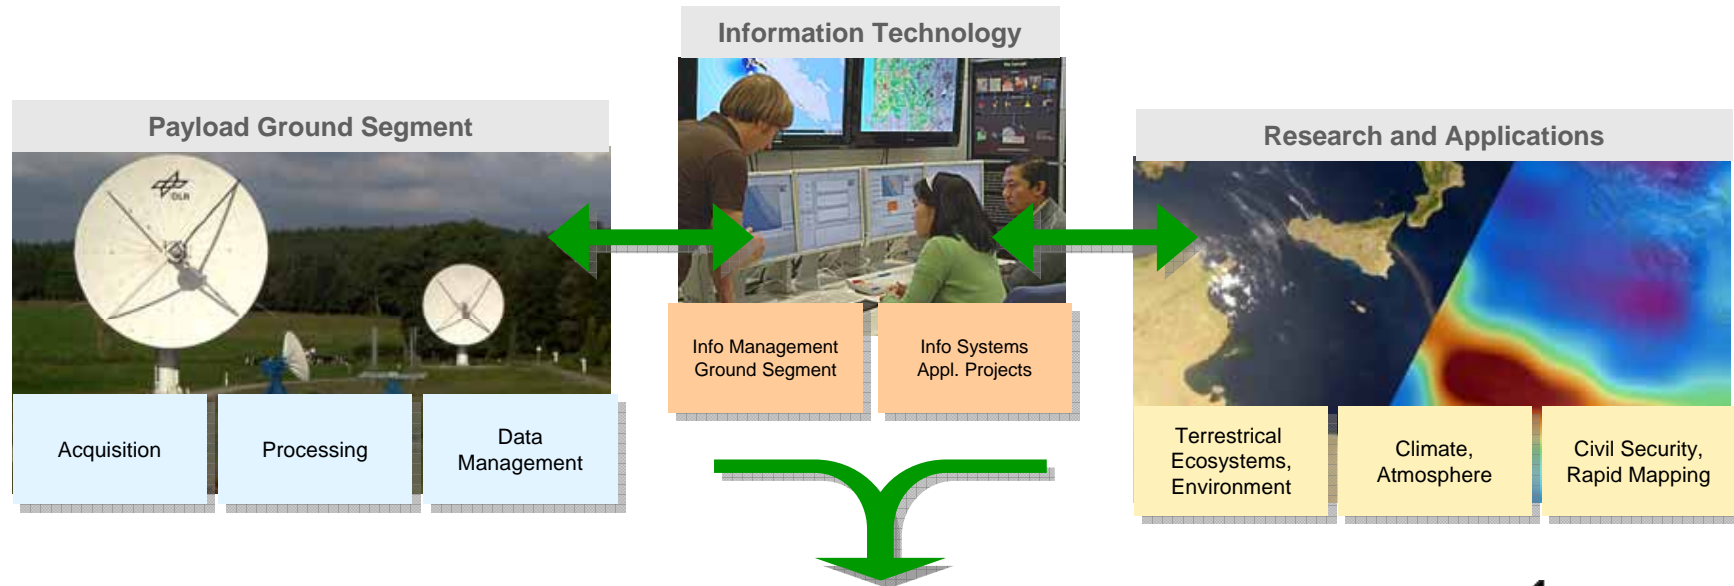 Information Technology
Payload Ground Segment
Research and Applications
DLR
Info Management
Ground Segment
Info Systems
Appl. Projects
Acquisition
Processing
Data
Management
Terrestrical
Ecosystems,
Environment
Climate,
Atmosphere
Civil Security,
Rapid Mapping